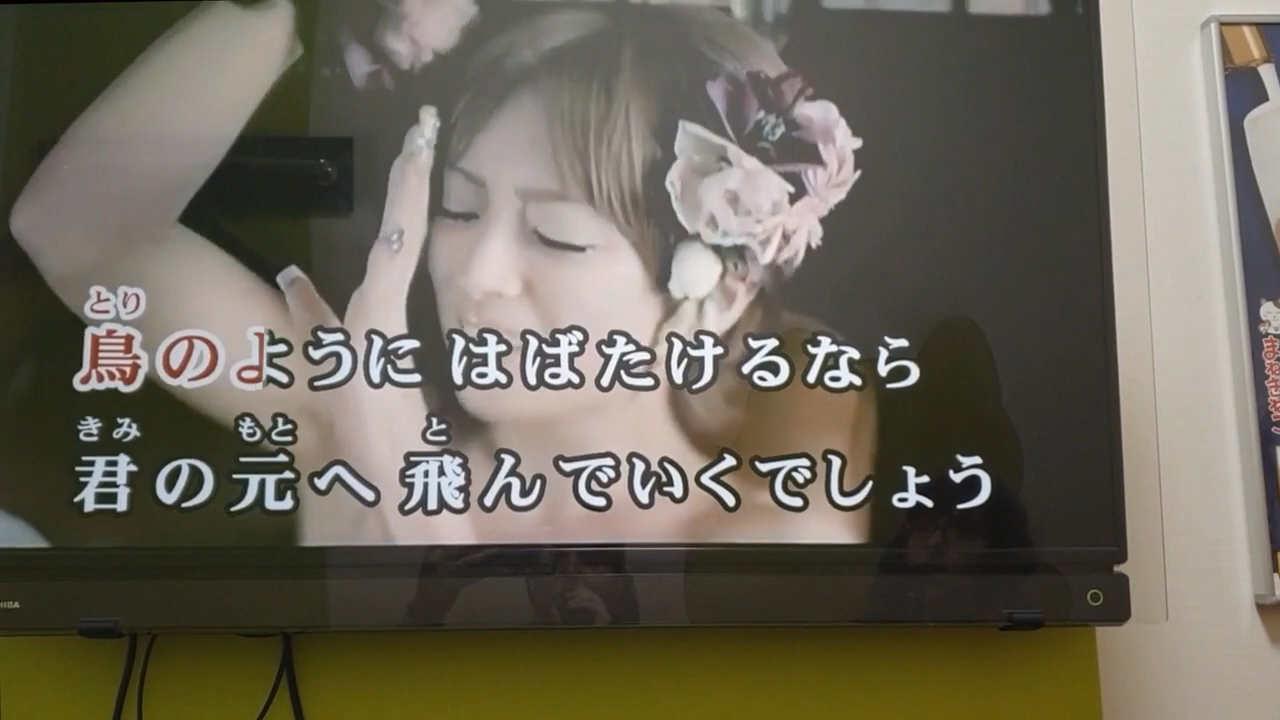 とり
鳥のように はばたけるなら
きみ もと と
君の元へ 飛んでいくでしょう